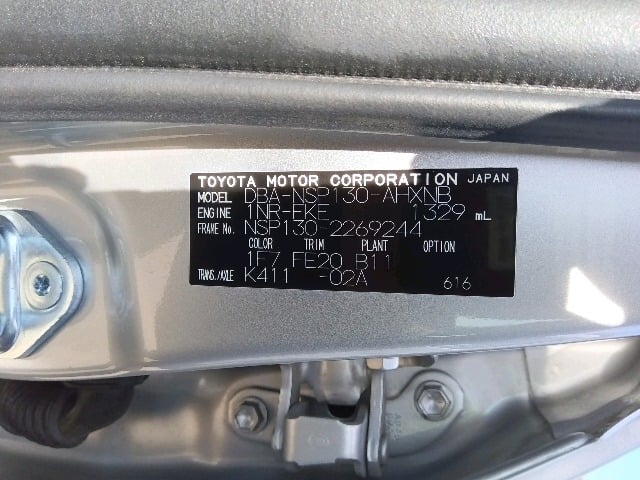 TOYOTA MOTOR CORPORATION JAPAN
MODEL DBA-NSP130-AHXNB
ENGINE 1NR-FKE 1329 mL
FRAME No. NSP130-2269244
COLOR TRIM PLANT OPTION
1F7 FE20 B11
TRANS./AXLE K411 -02A
616